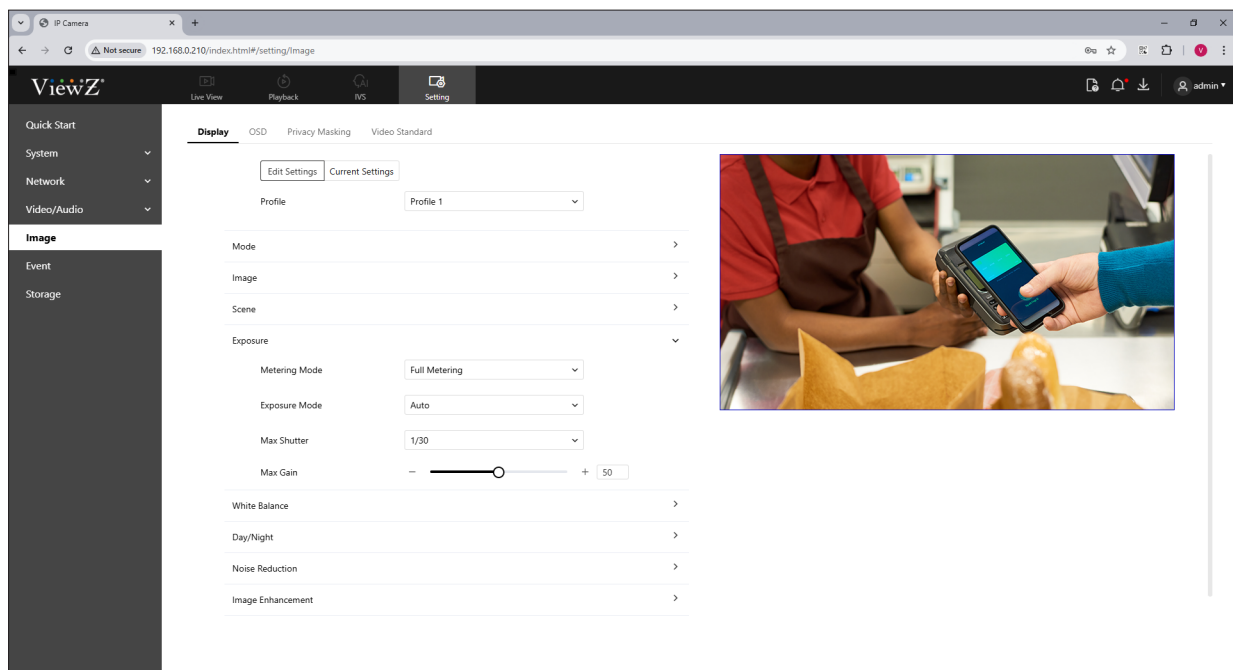 IP Camera
Not secure 192.168.0.210/index.html#/setting/Image
V
ViewZ
Live View Playback IVS Setting
AI
admin
Quick Start
System
Network
Video/Audio
Image
Event
Storage
Display OSD Privacy Masking Video Standard
Edit Settings Current Settings
Profile Profile 1
Mode
Image
Scene
Exposure
Metering Mode Full Metering
Exposure Mode Auto
Max Shutter 1/30
Max Gain − + 50
White Balance
Day/Night
Noise Reduction
Image Enhancement